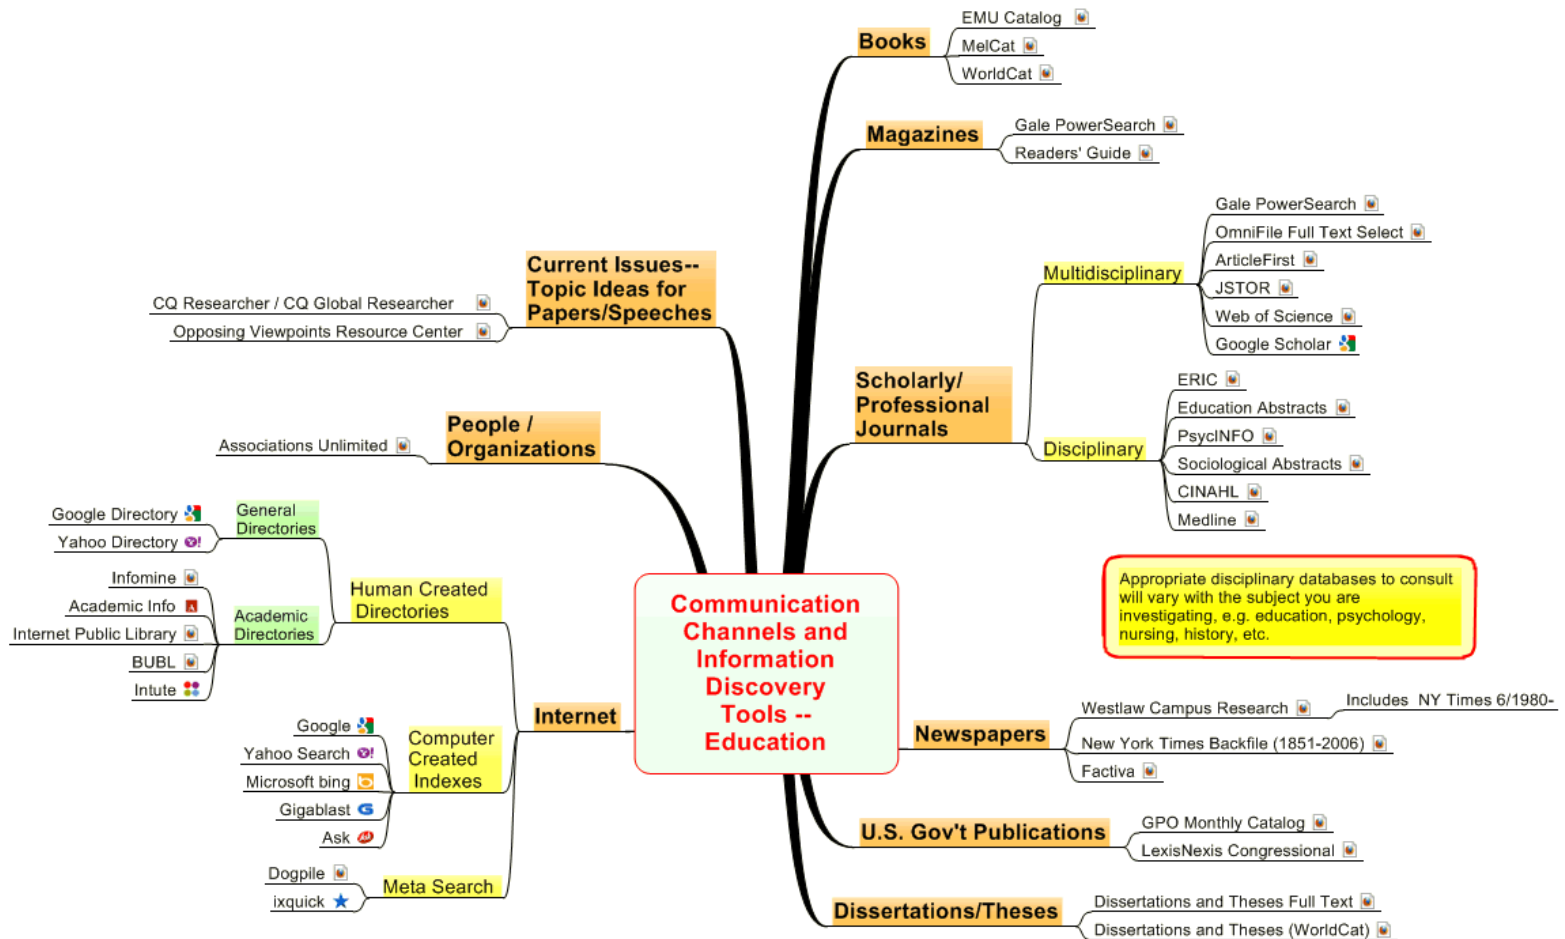 EMU Catalog
Books
MelCat
WorldCat
Magazines
Gale PowerSearch
Readers' Guide
Scholarly/
Professional
Journals
Multidisciplinary
Gale PowerSearch
OmniFile Full Text Select
ArticleFirst
JSTOR
Web of Science
Google Scholar
Disciplinary
ERIC
Education Abstracts
PsycINFO
Sociological Abstracts
CINAHL
Medline
Appropriate disciplinary databases to consult
will vary with the subject you are
investigating, e.g. education, psychology,
nursing, history, etc.
Newspapers
Westlaw Campus Research
Includes NY Times 6/1980-
New York Times Backfile (1851-2006)
Factiva
U.S. Gov't Publications
GPO Monthly Catalog
LexisNexis Congressional
Dissertations/Theses
Dissertations and Theses Full Text
Dissertations and Theses (WorldCat)
Current Issues--
Topic Ideas for
Papers/Speeches
CQ Researcher / CQ Global Researcher
Opposing Viewpoints Resource Center
People /
Organizations
Associations Unlimited
Internet
Human Created
Directories
General
Directories
Google Directory
Yahoo Directory
Academic
Directories
Infomine
Academic Info
Internet Public Library
BUBL
Intute
Computer
Created
Indexes
Google
Yahoo Search
Microsoft bing
Gigablast
Ask
Meta Search
Dogpile
ixquick
Communication
Channels and
Information
Discovery
Tools --
Education